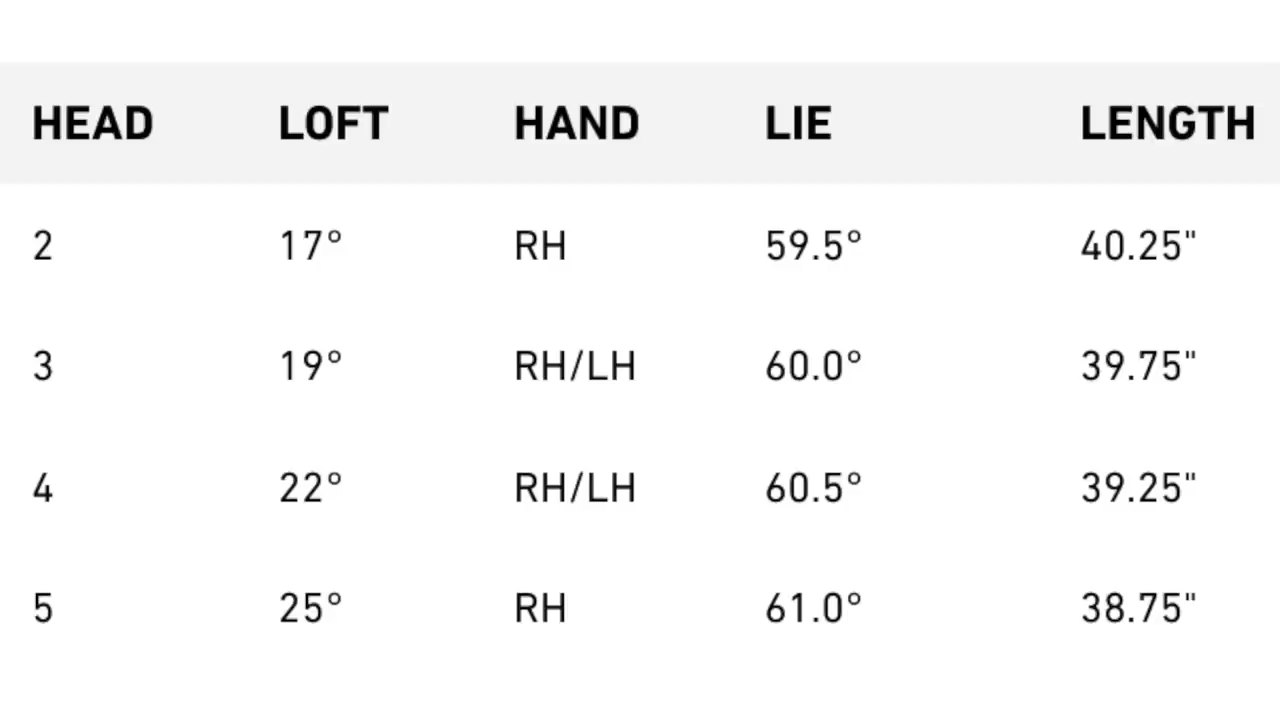 HEAD LOFT HAND LIE LENGTH
2 17° RH 59.5° 40.25"
3 19° RH/LH 60.0° 39.75"
4 22° RH/LH 60.5° 39.25"
5 25° RH 61.0° 38.75"